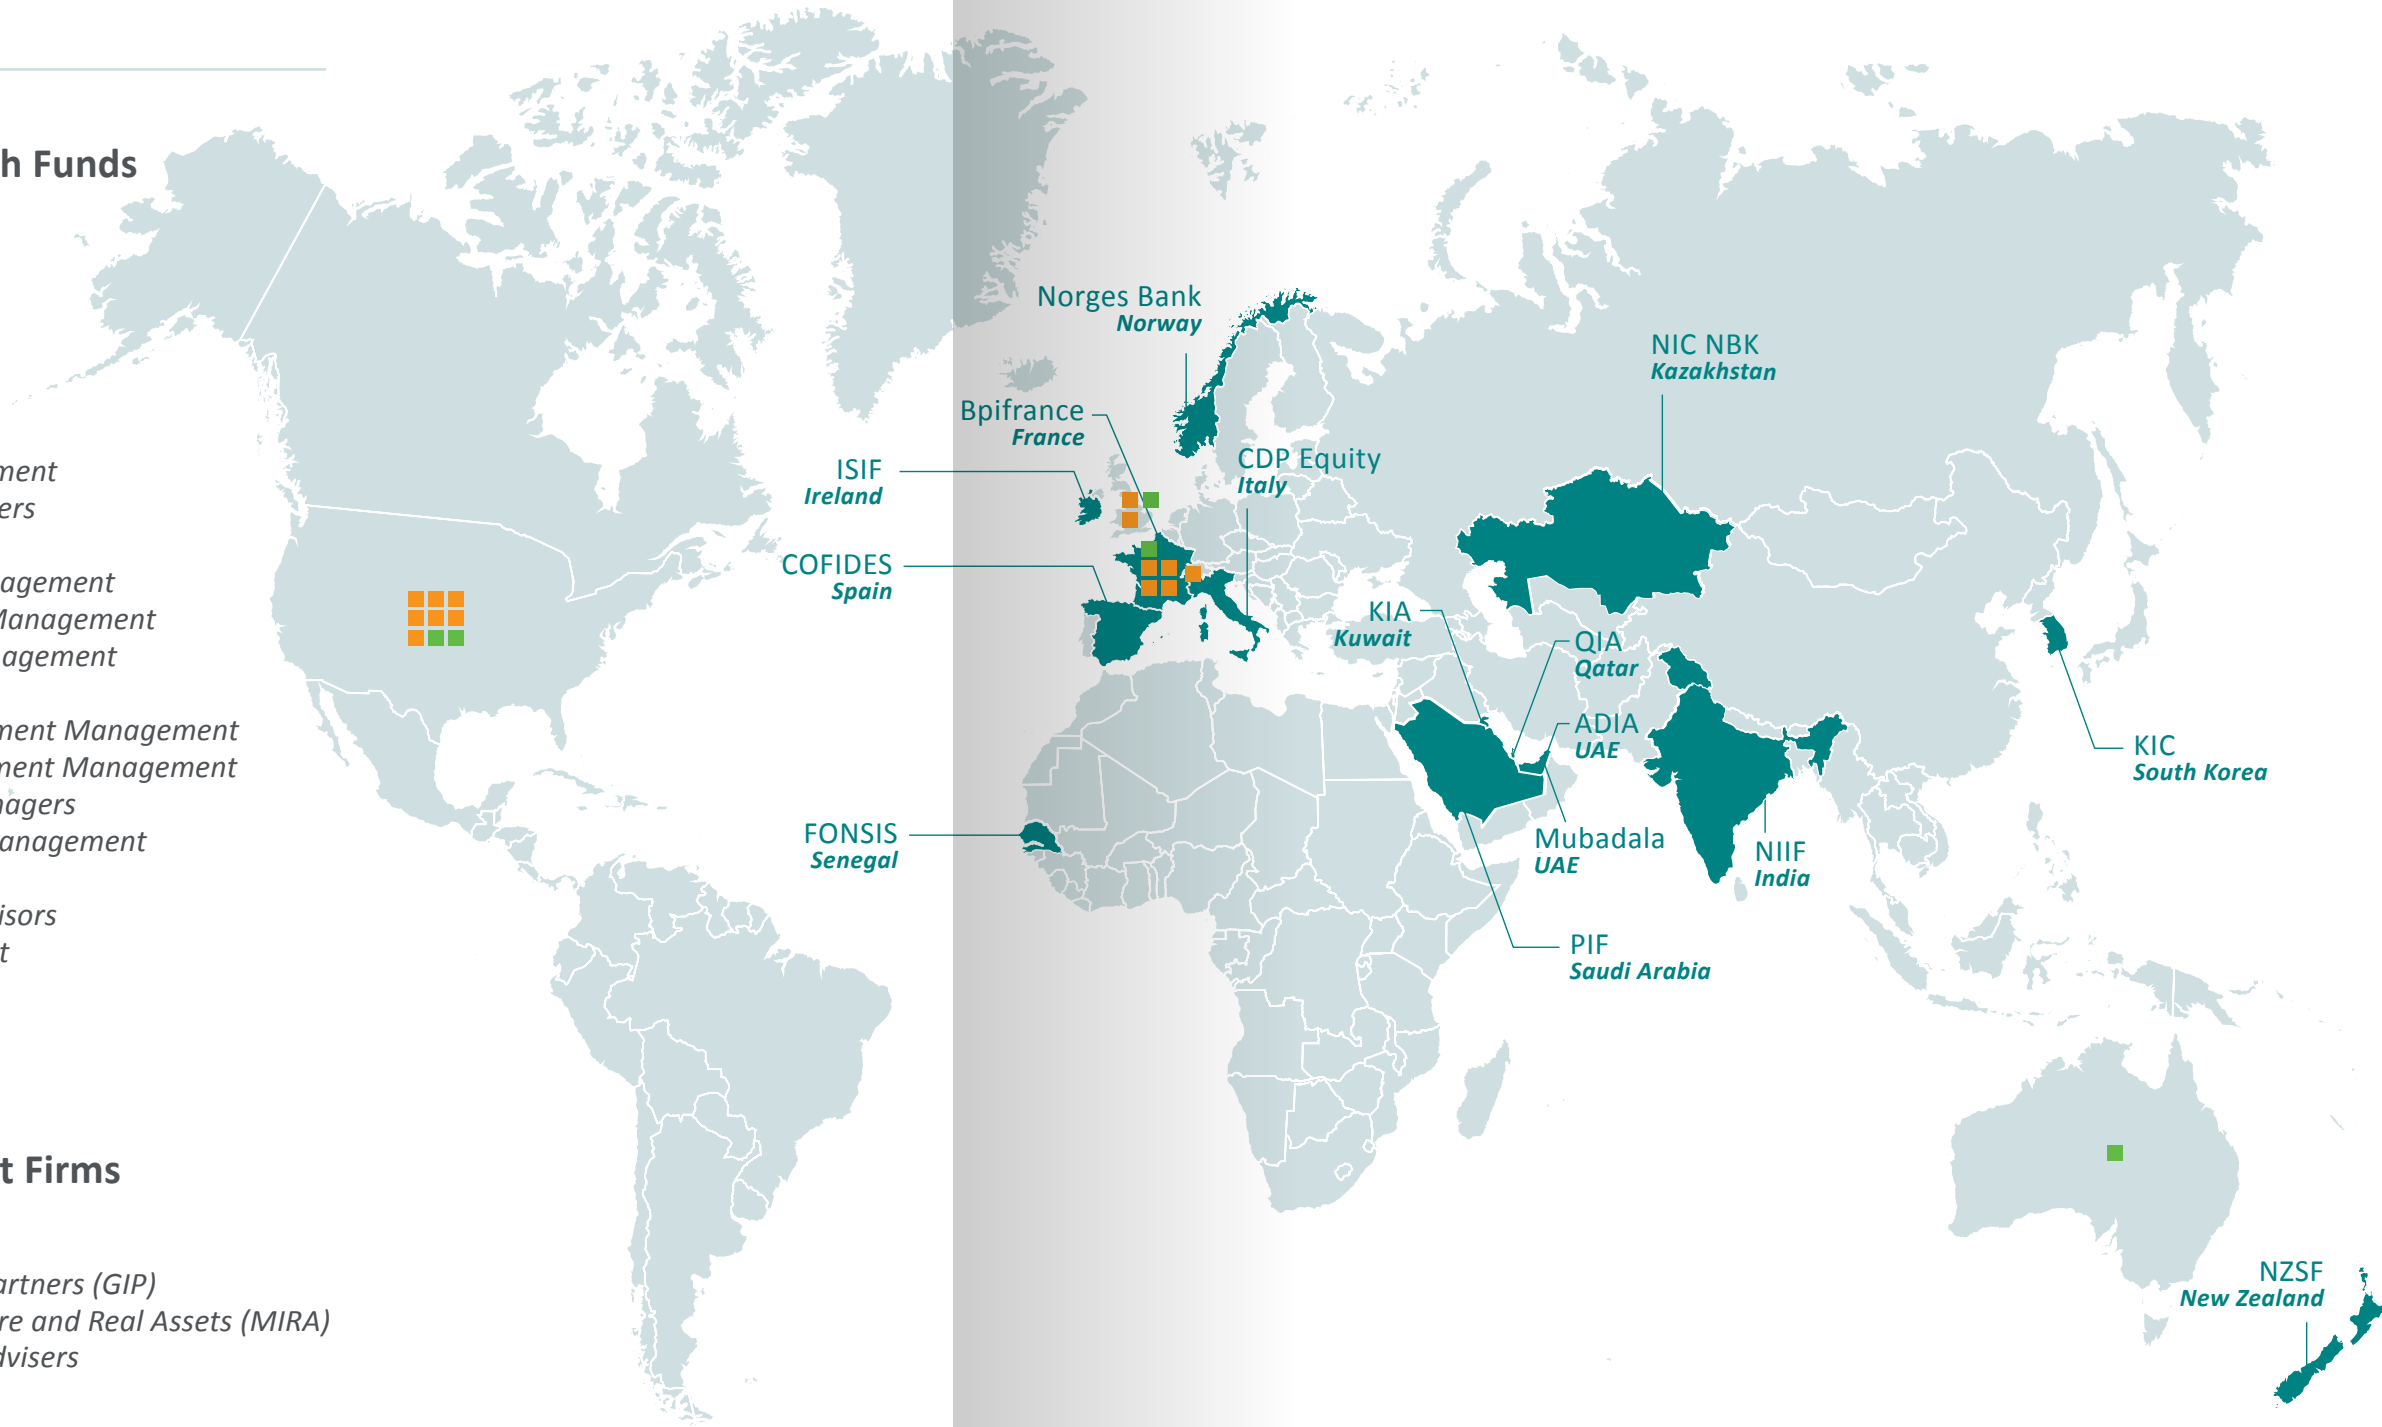 h Funds
ment
ers
agement
Management
agement
ment Management
ment Management
nagers
anagement
isors
t
t Firms
artners (GIP)
re and Real Assets (MIRA)
dvisers
Norges Bank
Norway
Bpifrance
France
ISIF
Ireland
CDP Equity
Italy
COFIDES
Spain
FONSIS
Senegal
NIC NBK
Kazakhstan
KIA
Kuwait
QIA
Qatar
ADIA
UAE
Mubadala
UAE
NIIF
India
PIF
Saudi Arabia
KIC
South Korea
NZSF
New Zealand